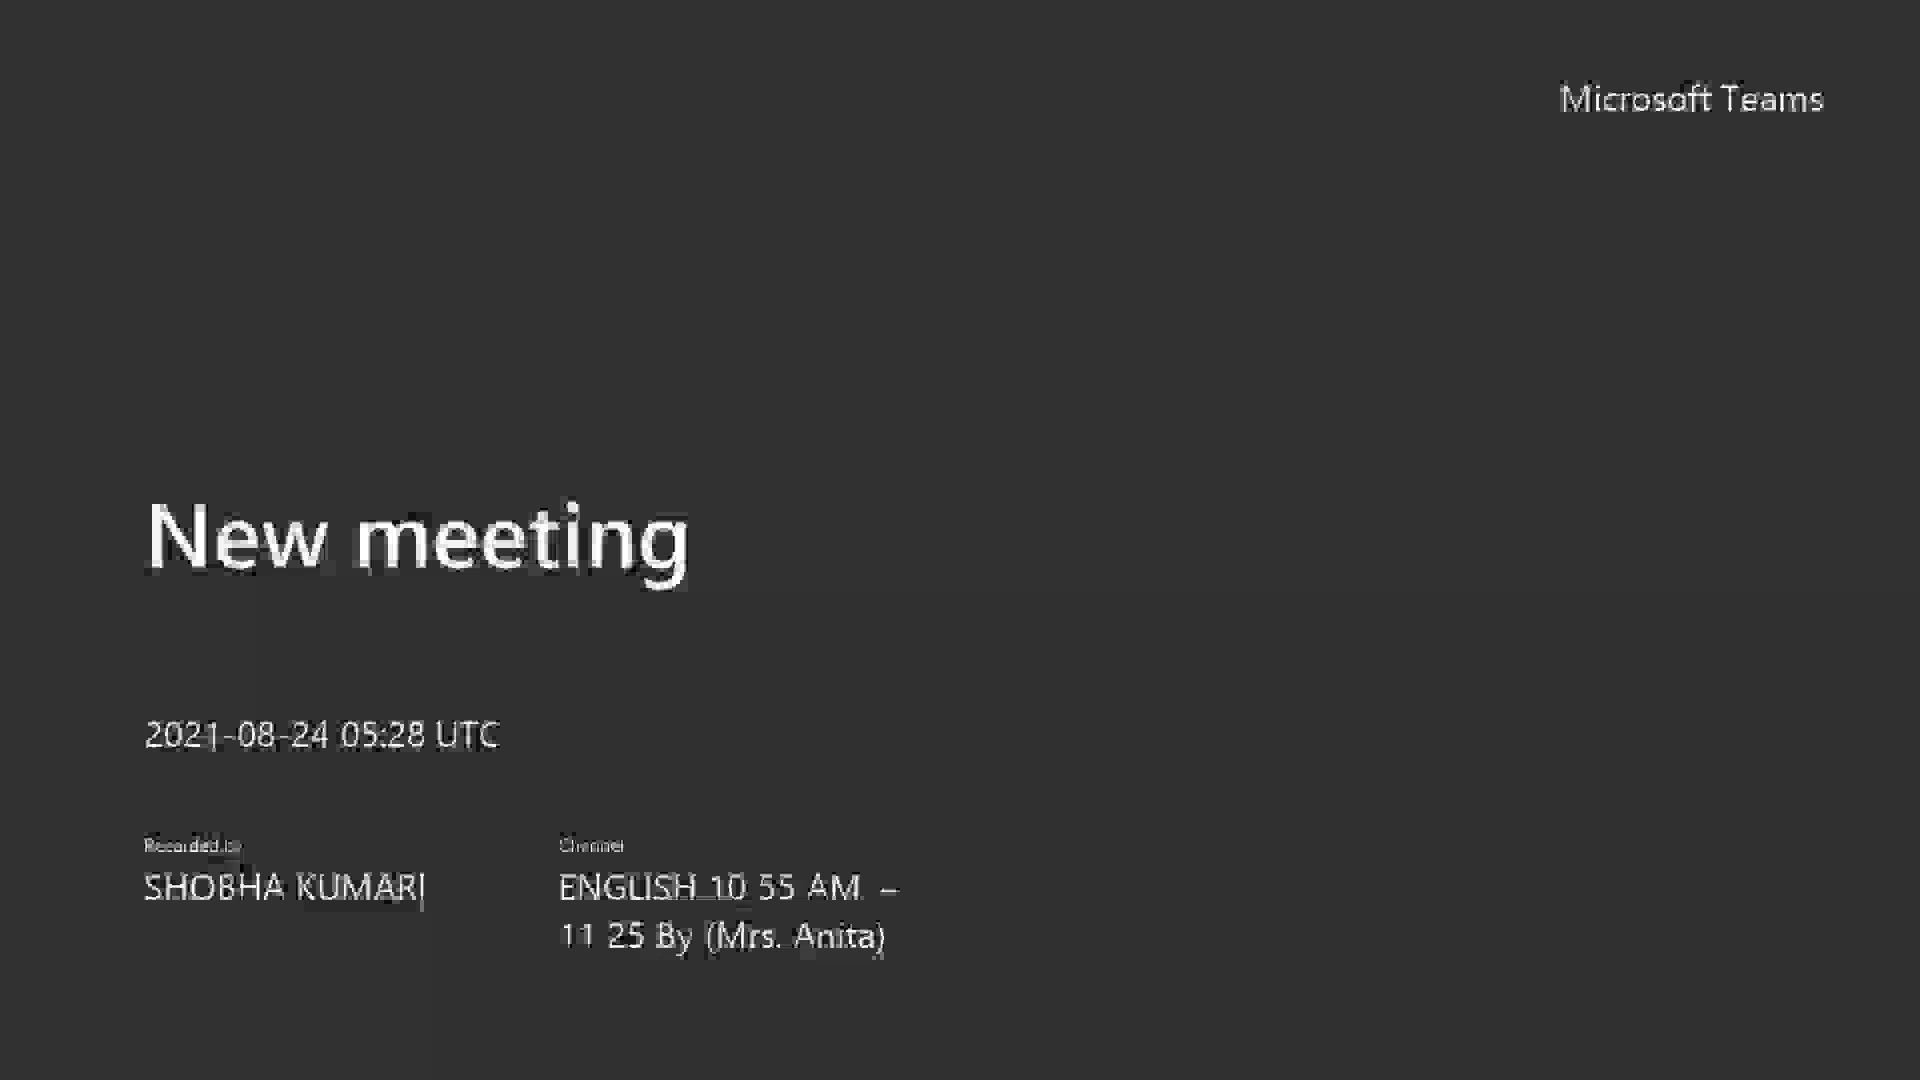 Microsoft Teams
New meeting
2021-08-24 05:28 UTC
Recorded by
SHOBHA KUMARI
Channel
ENGLISH 10 55 AM –
11 25 By (Mrs. Anita)